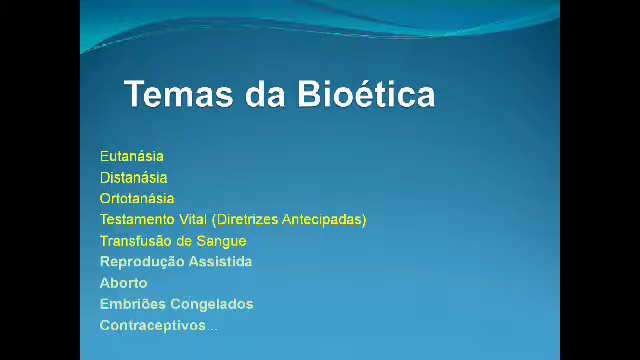 Temas da Bioética
Eutanásia
Distanásia
Ortotanásia
Testamento Vital (Diretrizes Antecipadas)
Transfusão de Sangue
Reprodução Assistida
Aborto
Embriões Congelados
Contraceptivos...